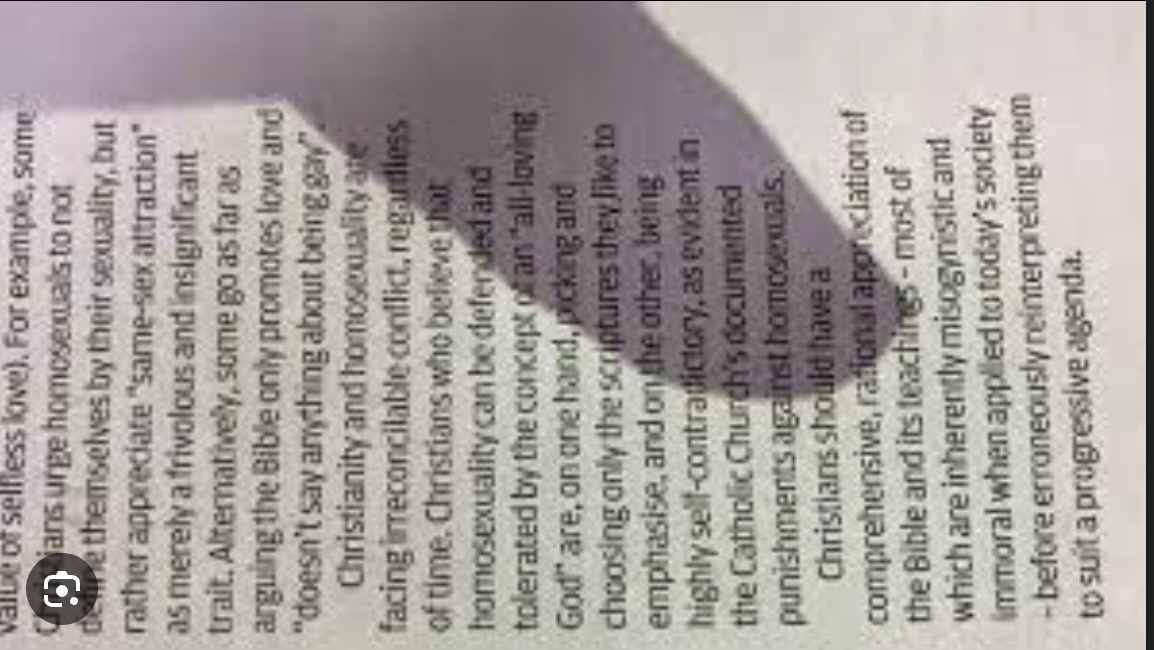 value of selfless love). For example, some
Christians urge homosexuals to not
define themselves by their sexuality, but
rather appreciate "same-sex attraction"
as merely a frivolous and insignificant
trait. Alternatively, some go as far as
arguing the Bible only promotes love and
"doesn't say anything about being gay".
Christianity and homosexuality are
facing irreconcilable conflict, regardless
of time. Christians who believe that
homosexuality can be defended and
tolerated by the concept of an "all-loving
God" are, on one hand, picking and
choosing only the scriptures they like to
emphasise, and on the other, being
highly self-contradictory, as evident in
the Catholic Church's documented
punishments against homosexuals.
Christians should have a
comprehensive, rational appreciation of
the Bible and its teachings - most of
which are inherently misogynistic and
immoral when applied to today's society
- before erroneously reinterpreting them
to suit a progressive agenda.